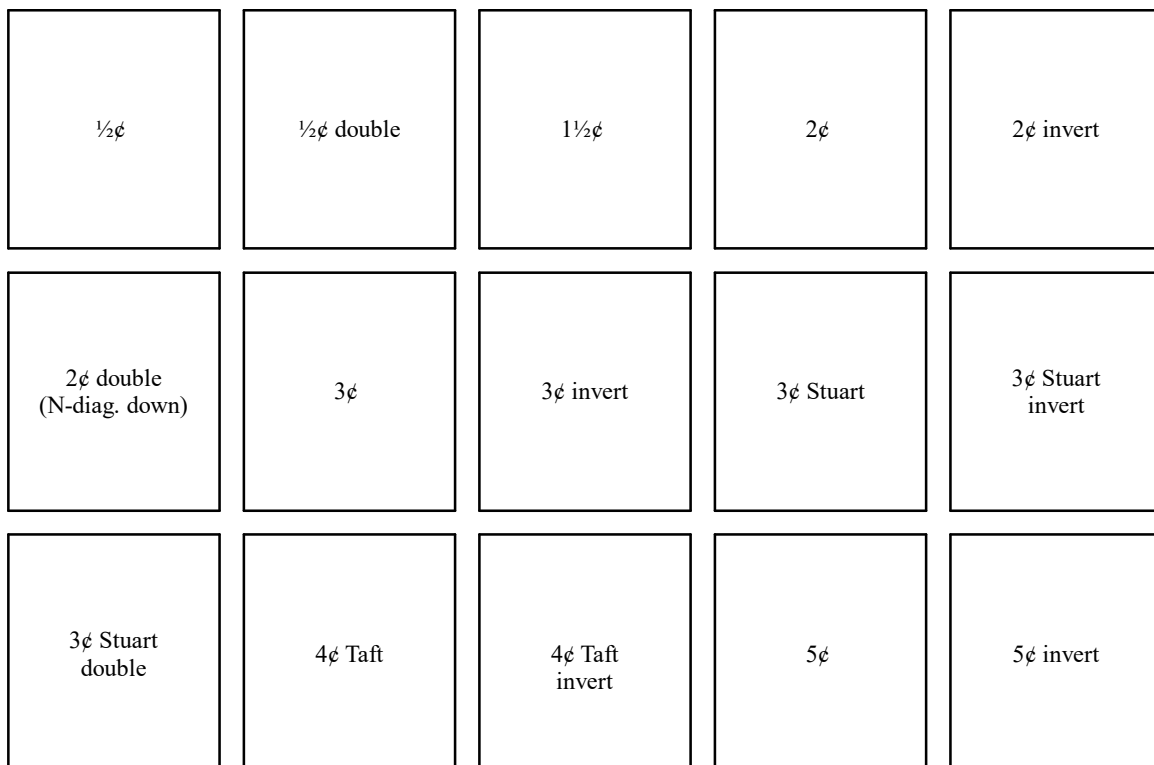 ½¢
½¢ double
1½¢
2¢
2¢ invert
2¢ double
(N-diag. down)
3¢
3¢ invert
3¢ Stuart
3¢ Stuart
invert
3¢ Stuart
double
4¢ Taft
4¢ Taft
invert
5¢
5¢ invert